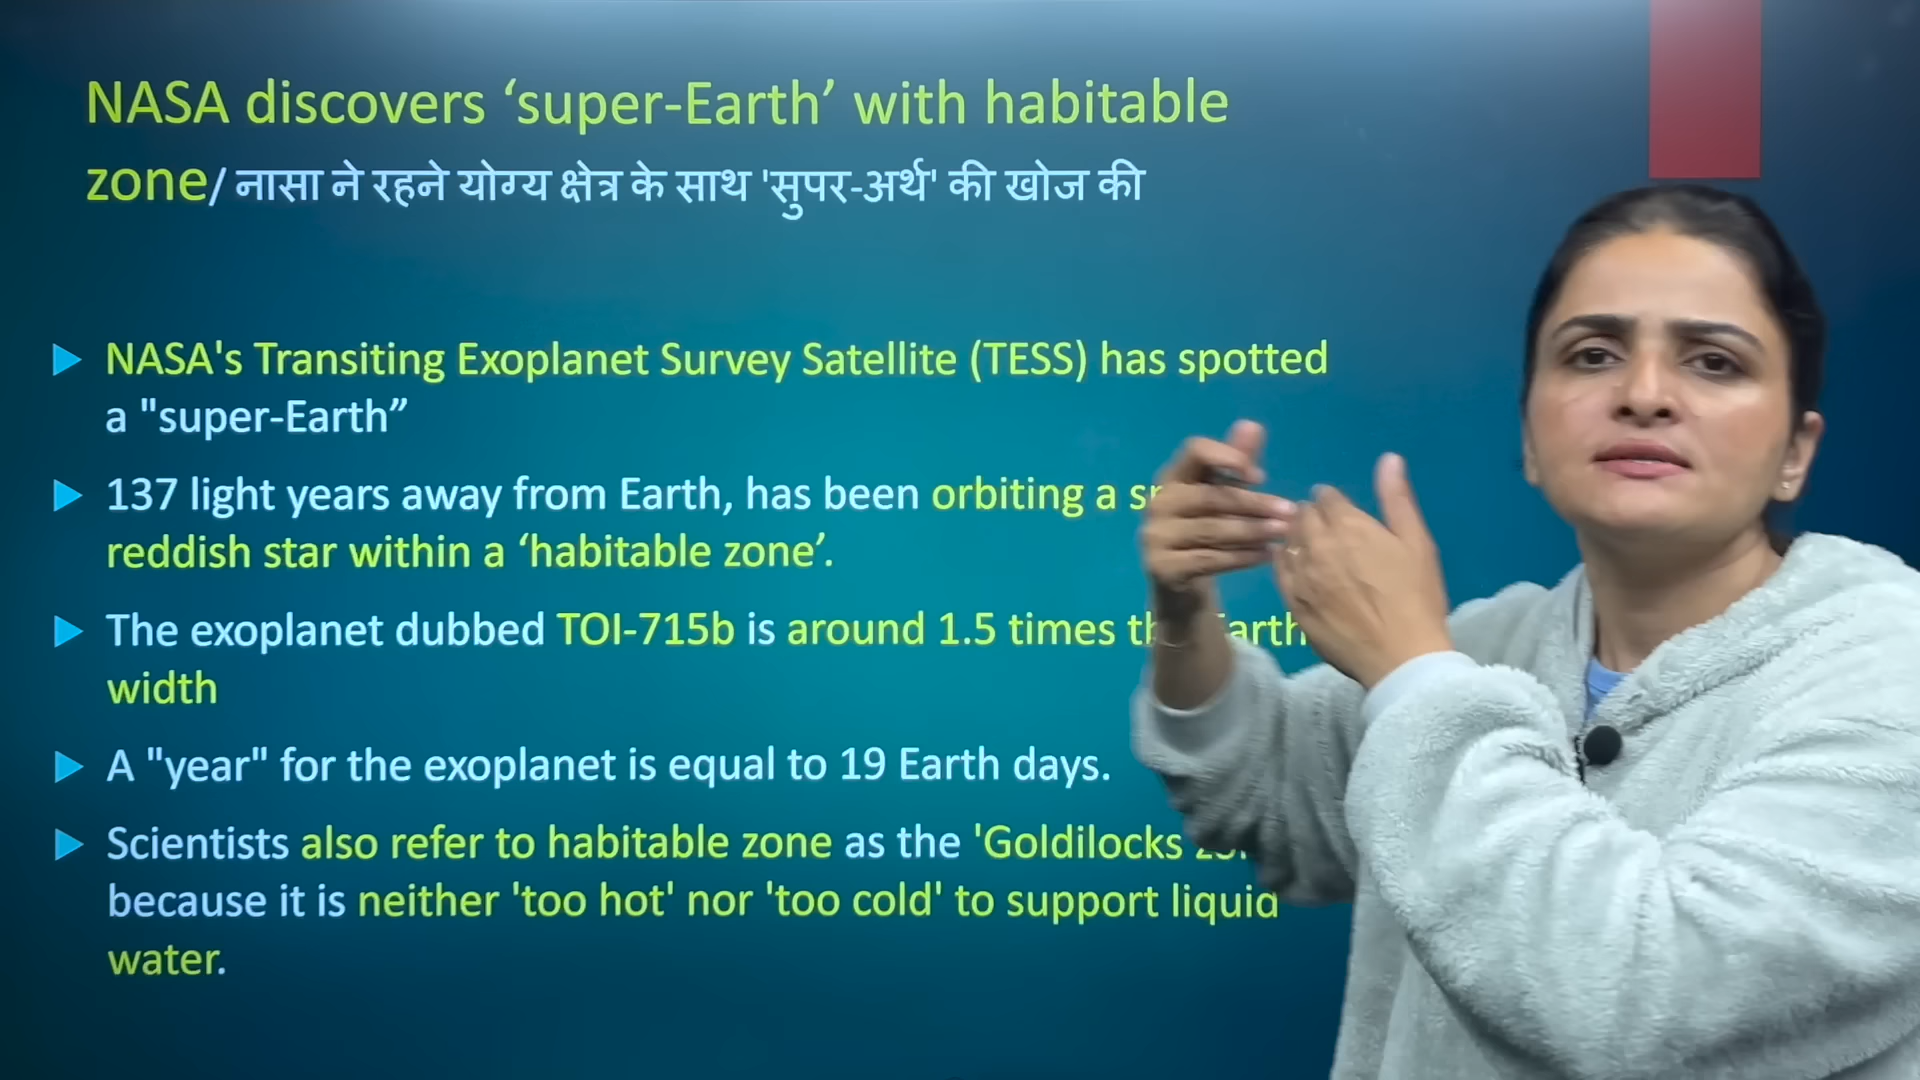 NASA discovers ‘super-Earth’ with habitable
zone/ नासा ने रहने योग्य क्षेत्र के साथ 'सुपर-अर्थ' की खोज की
NASA's Transiting Exoplanet Survey Satellite (TESS) has spotted
a "super-Earth”
137 light years away from Earth, has been orbiting a
reddish star within a ‘habitable zone’.
The exoplanet dubbed TOI-715b is around 1.5 times
width
A "year" for the exoplanet is equal to 19 Earth days.
Scientists also refer to habitable zone as the 'Goldilocks
because it is neither 'too hot' nor 'too cold' to support liquid
water.